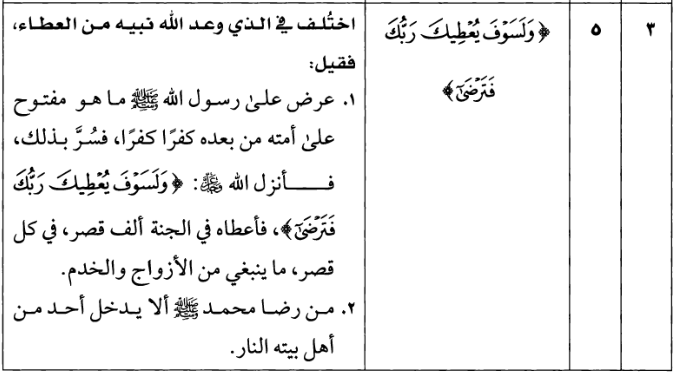 ٣
٥
﴿وَلَسَوْفَ يُعْطِيكَ رَبُّكَ
فَتَرْضَىٰٓ﴾
اختُلف في الذي وعد الله نبيه من العطاء،
فقيل:
١. عرض علىٰ رسول الله ﷺ ما هو مفتوح
علىٰ أمته من بعده كفرًا كفرًا، فسُرَّ بذلك،
فـأنزل الله ﷻ: ﴿وَلَسَوْفَ يُعْطِيكَ رَبُّكَ
فَتَرْضَىٰٓ﴾، فأعطاه في الجنة ألف قصر، في كل
قصر، ما ينبغي من الأزواج والخدم.
٢. من رضا محمد ﷺ ألا يدخل أحد من
أهل بيته النار.